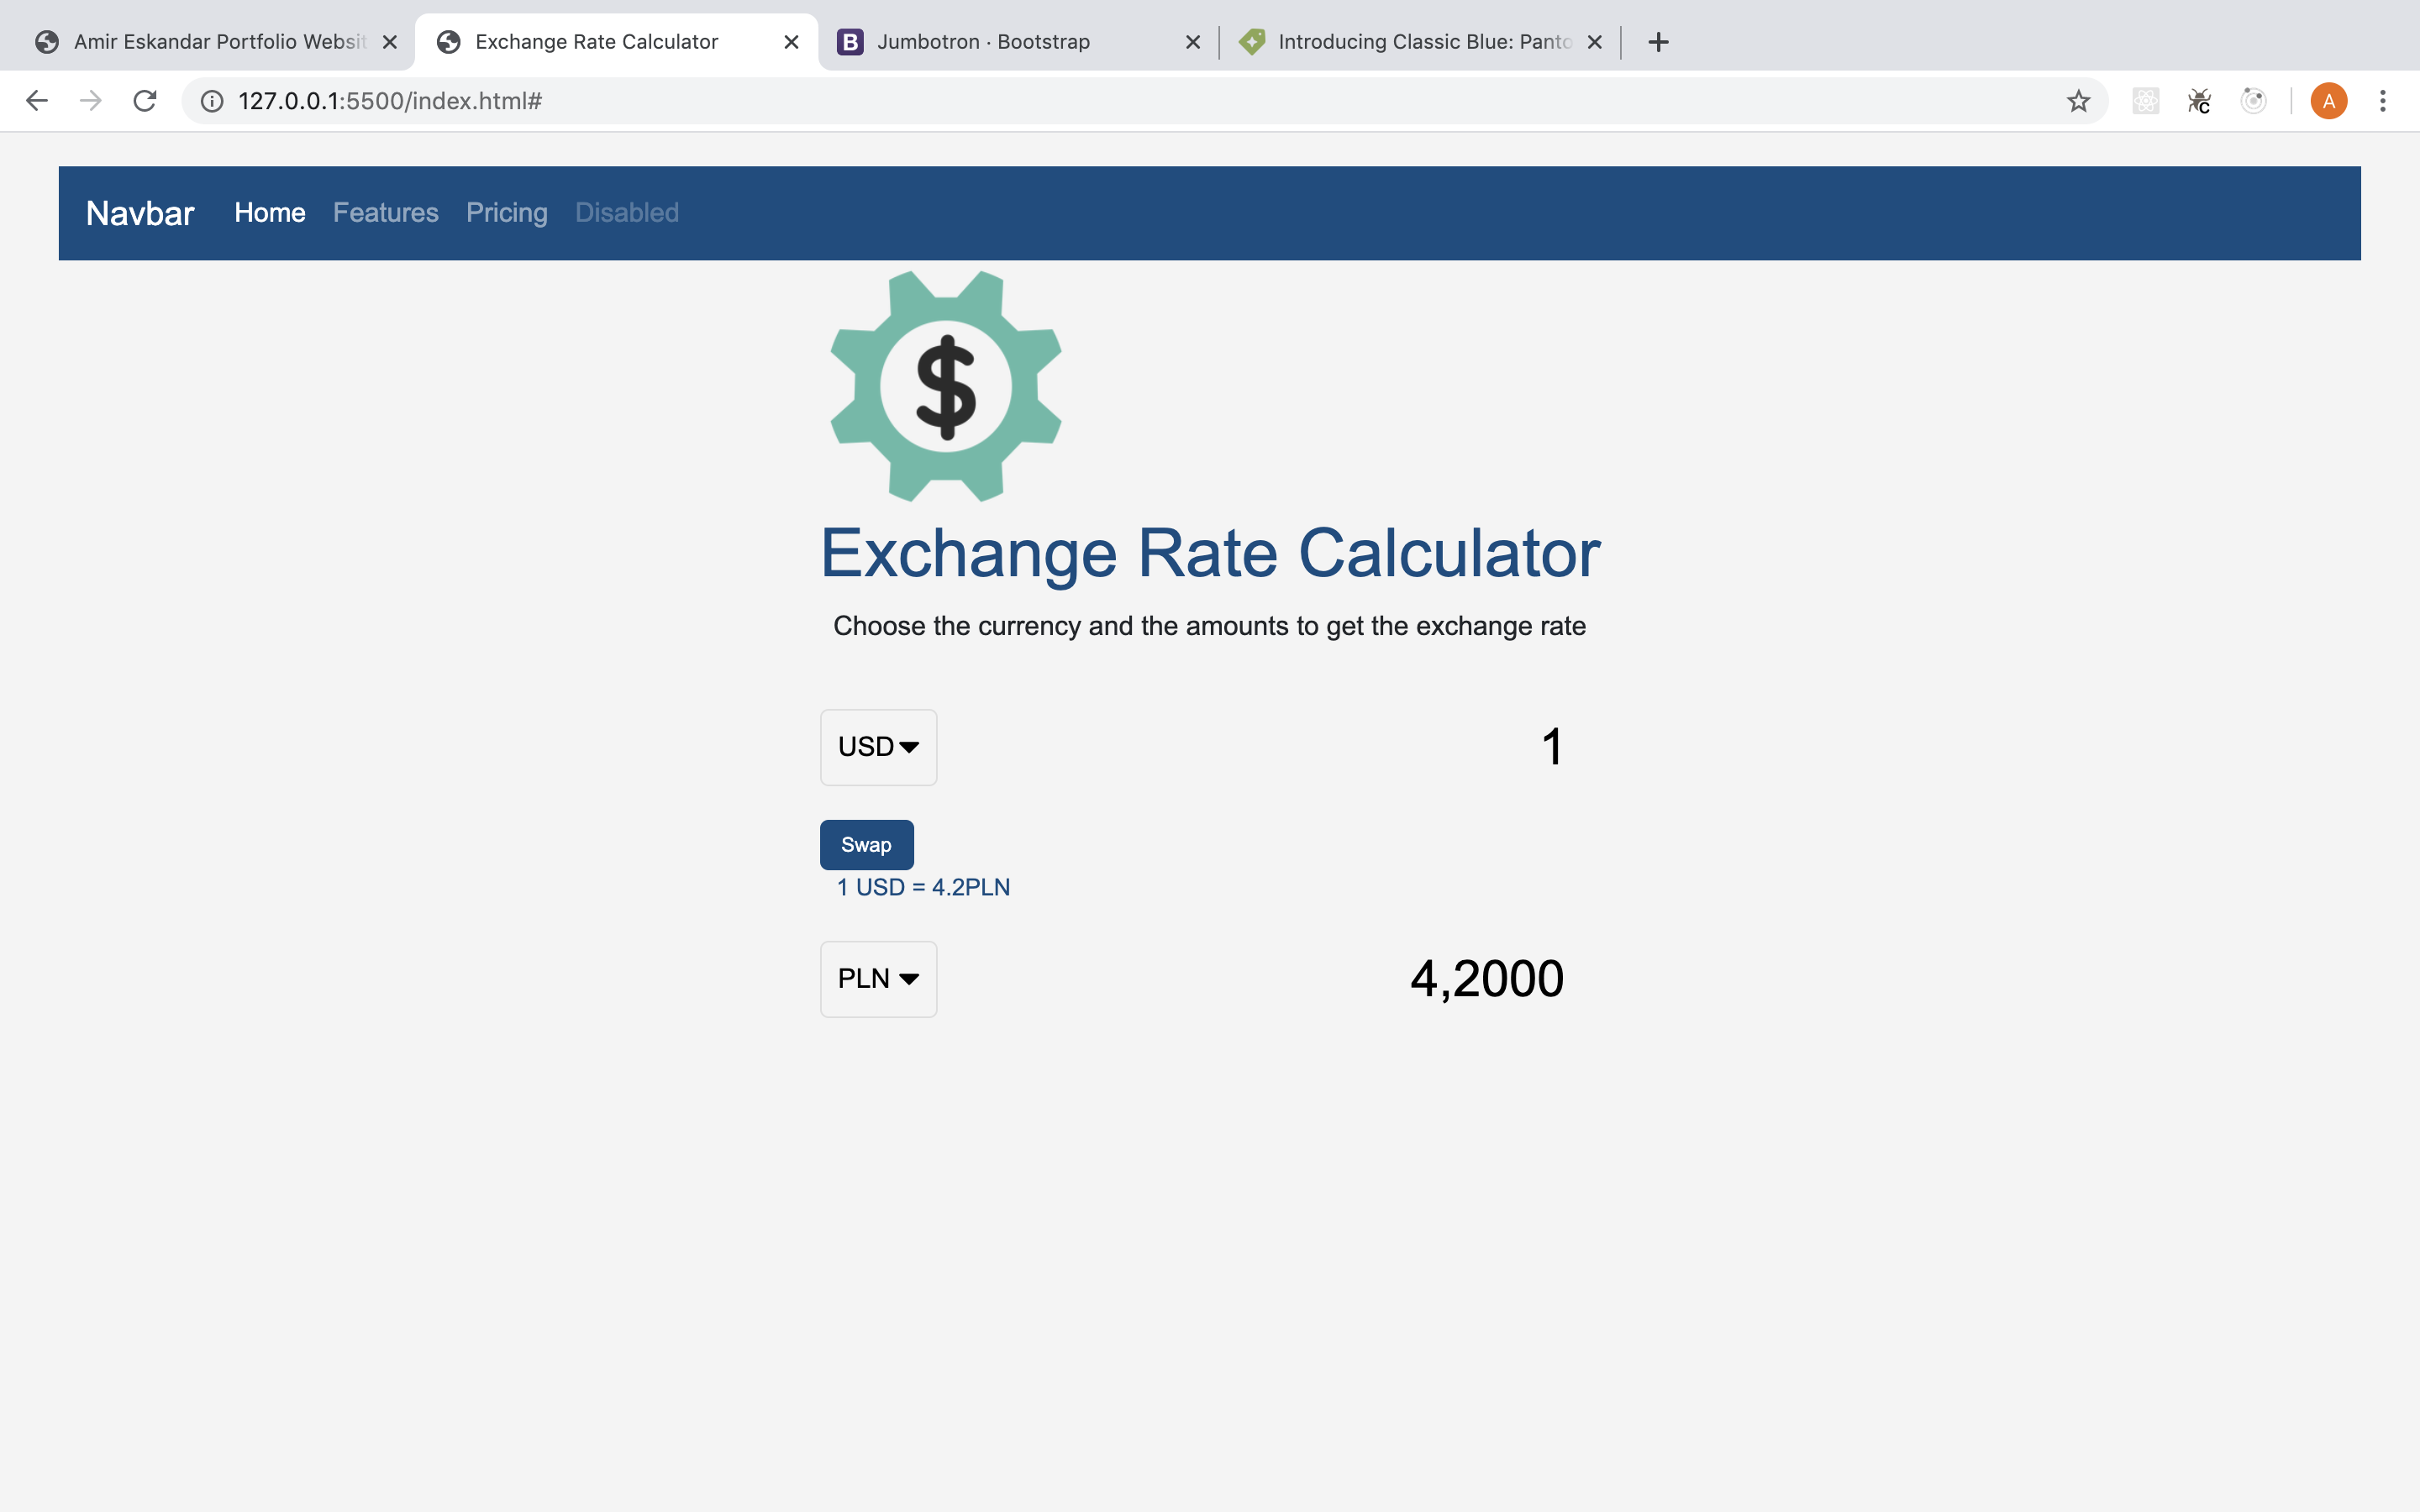 Amir Eskandar Portfolio Websit
Exchange Rate Calculator
B Jumbotron · Bootstrap
Introducing Classic Blue: Panto
127.0.0.1:5500/index.html#
C
A
Navbar Home Features Pricing Disabled
$
Exchange Rate Calculator
Choose the currency and the amounts to get the exchange rate
USD 1
Swap
1 USD = 4.2PLN
PLN 4,2000